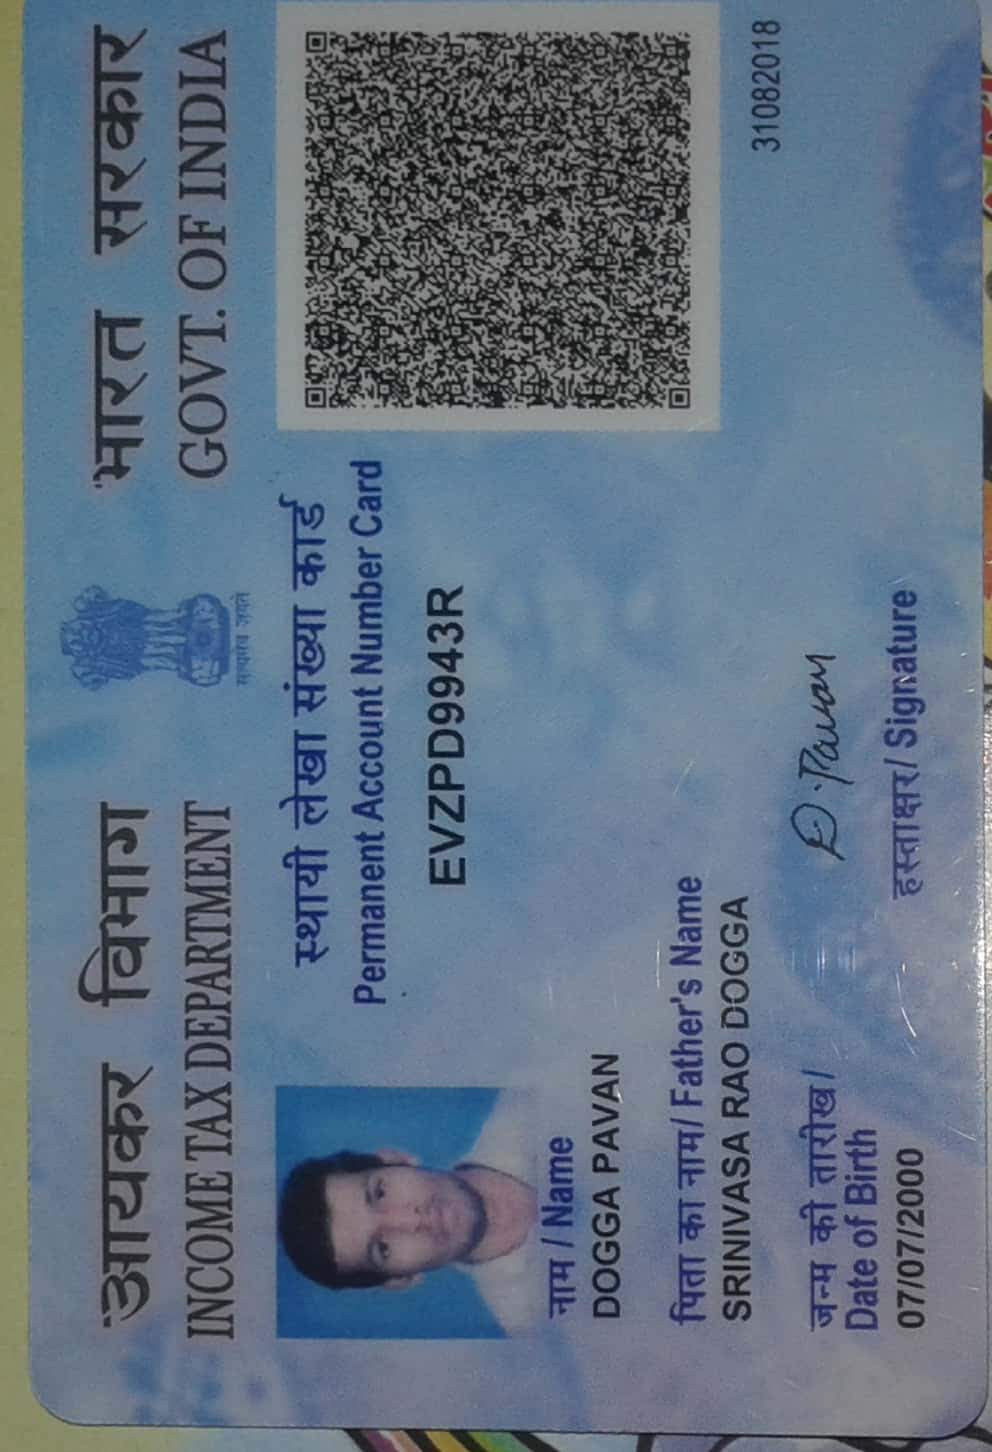 आयकर विभाग
INCOME TAX DEPARTMENT
सत्यमेव जयते
भारत सरकार
GOVT. OF INDIA
स्थायी लेखा संख्या कार्ड
Permanent Account Number Card
EVZPD9943R
नाम / Name
DOGGA PAVAN
पिता का नाम / Father's Name
SRINIVASA RAO DOGGA
जन्म की तारीख /
Date of Birth
07/07/2000
D. Pavan
हस्ताक्षर / Signature
31082018